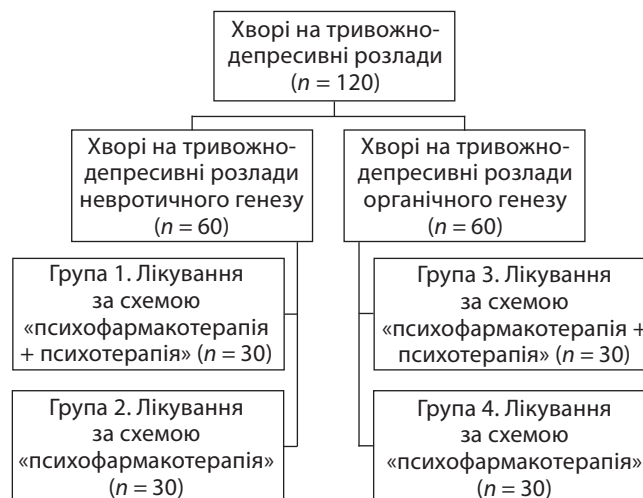 Хворі на тривожно-
депресивні розлади
(n = 120)
Хворі на тривожно-
депресивні розлади
невротичного генезу
(n = 60)
Хворі на тривожно-
депресивні розлади
органічного генезу
(n = 60)
Група 1. Лікування
за схемою
«психофармакотерапія
+ психотерапія» (n = 30)
Група 3. Лікування
за схемою
«психофармакотерапія +
психотерапія» (n = 30)
Група 2. Лікування
за схемою
«психофармакотерапія»
(n = 30)
Група 4. Лікування
за схемою
«психофармакотерапія»
(n = 30)